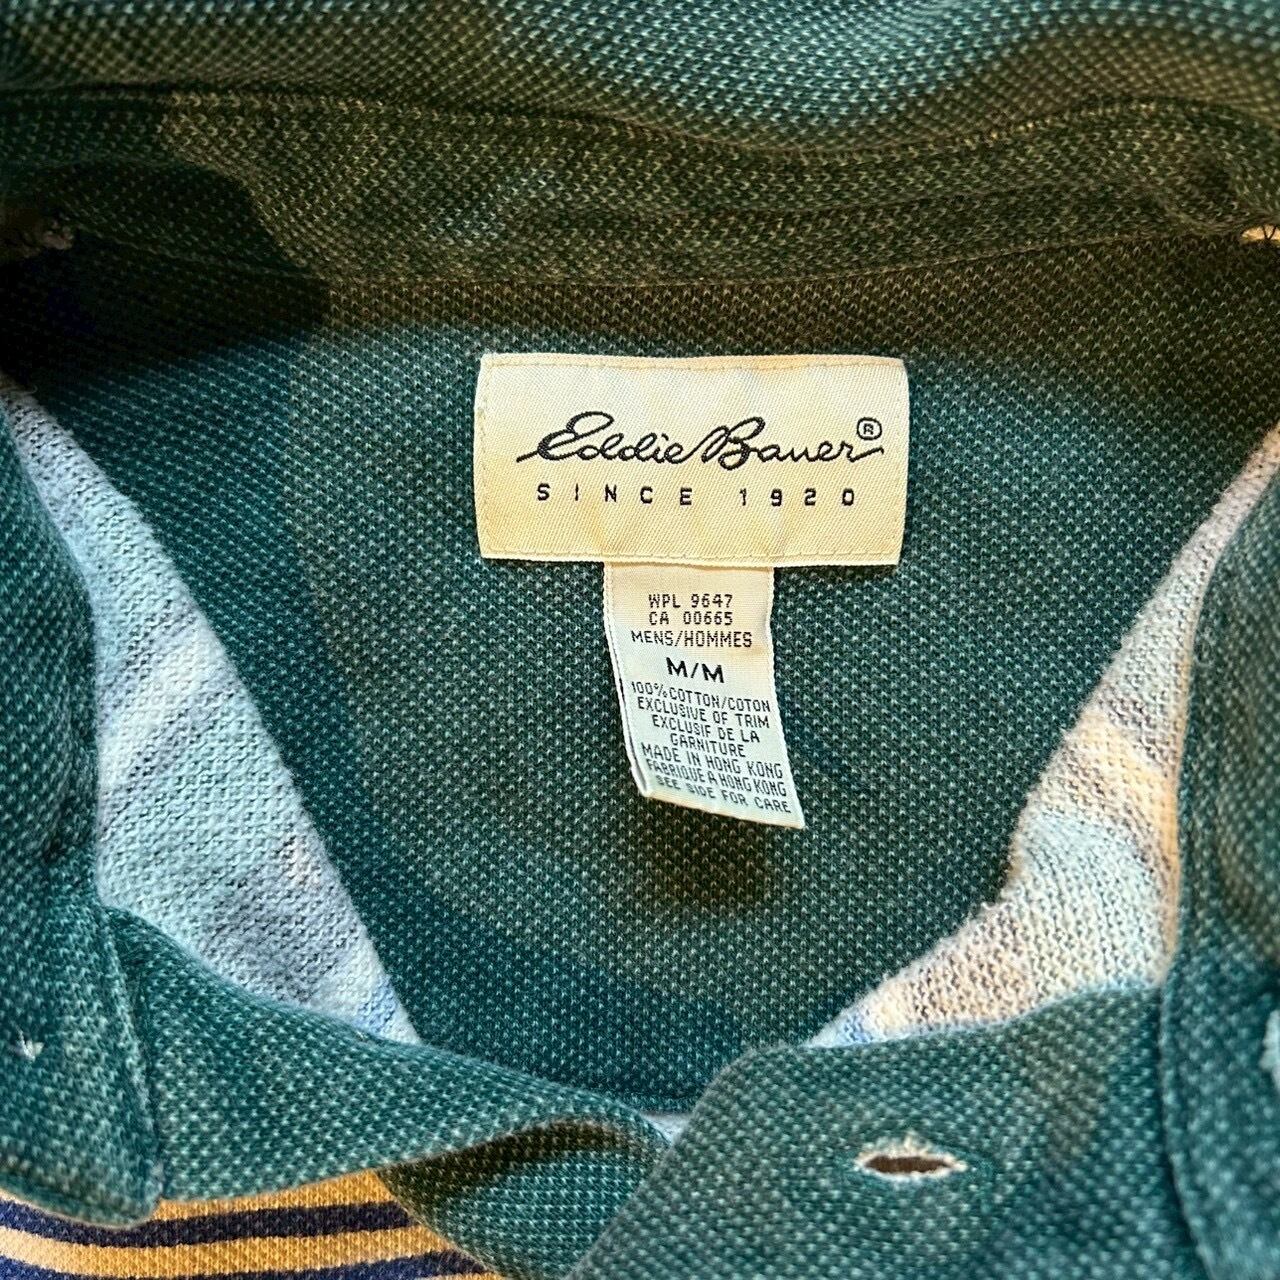 Eddie Bauer®
SINCE 1920
WPL 9647
CA 00665
MENS/HOMMES
M/M
100% COTTON/COTON
EXCLUSIVE OF TRIM
EXCLUSIF DE LA
GARNITURE
MADE IN HONG KONG
FABRIQUE A HONG KONG
SEE SIDE FOR CARE